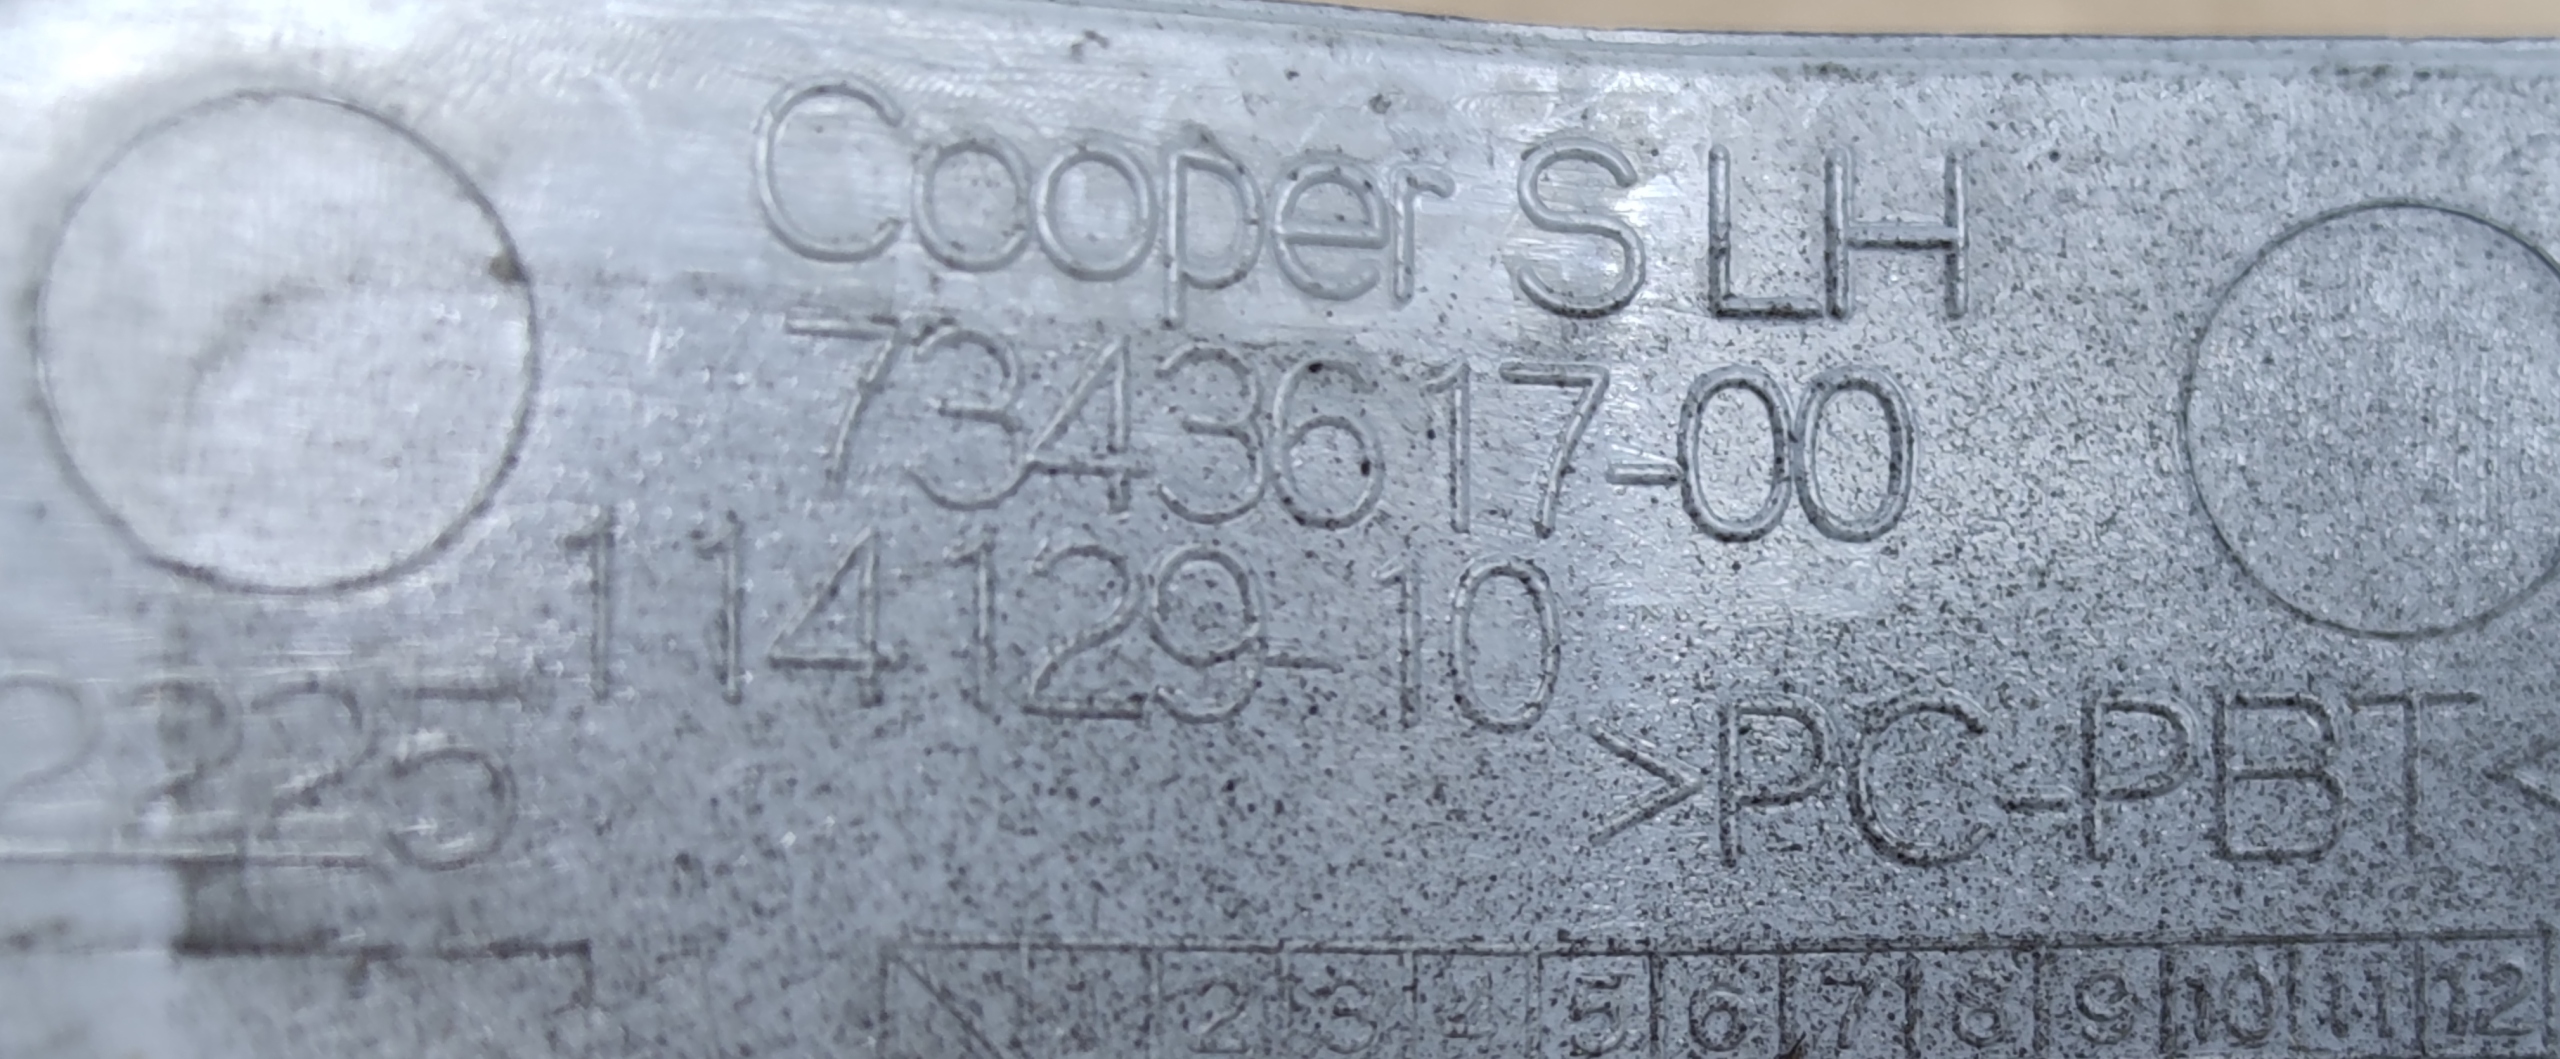 Cooper S LH
7343617-00
114129-10
2225
>PC-PBT<
1 2 3 4 5 6 7 8 9 10 11 12